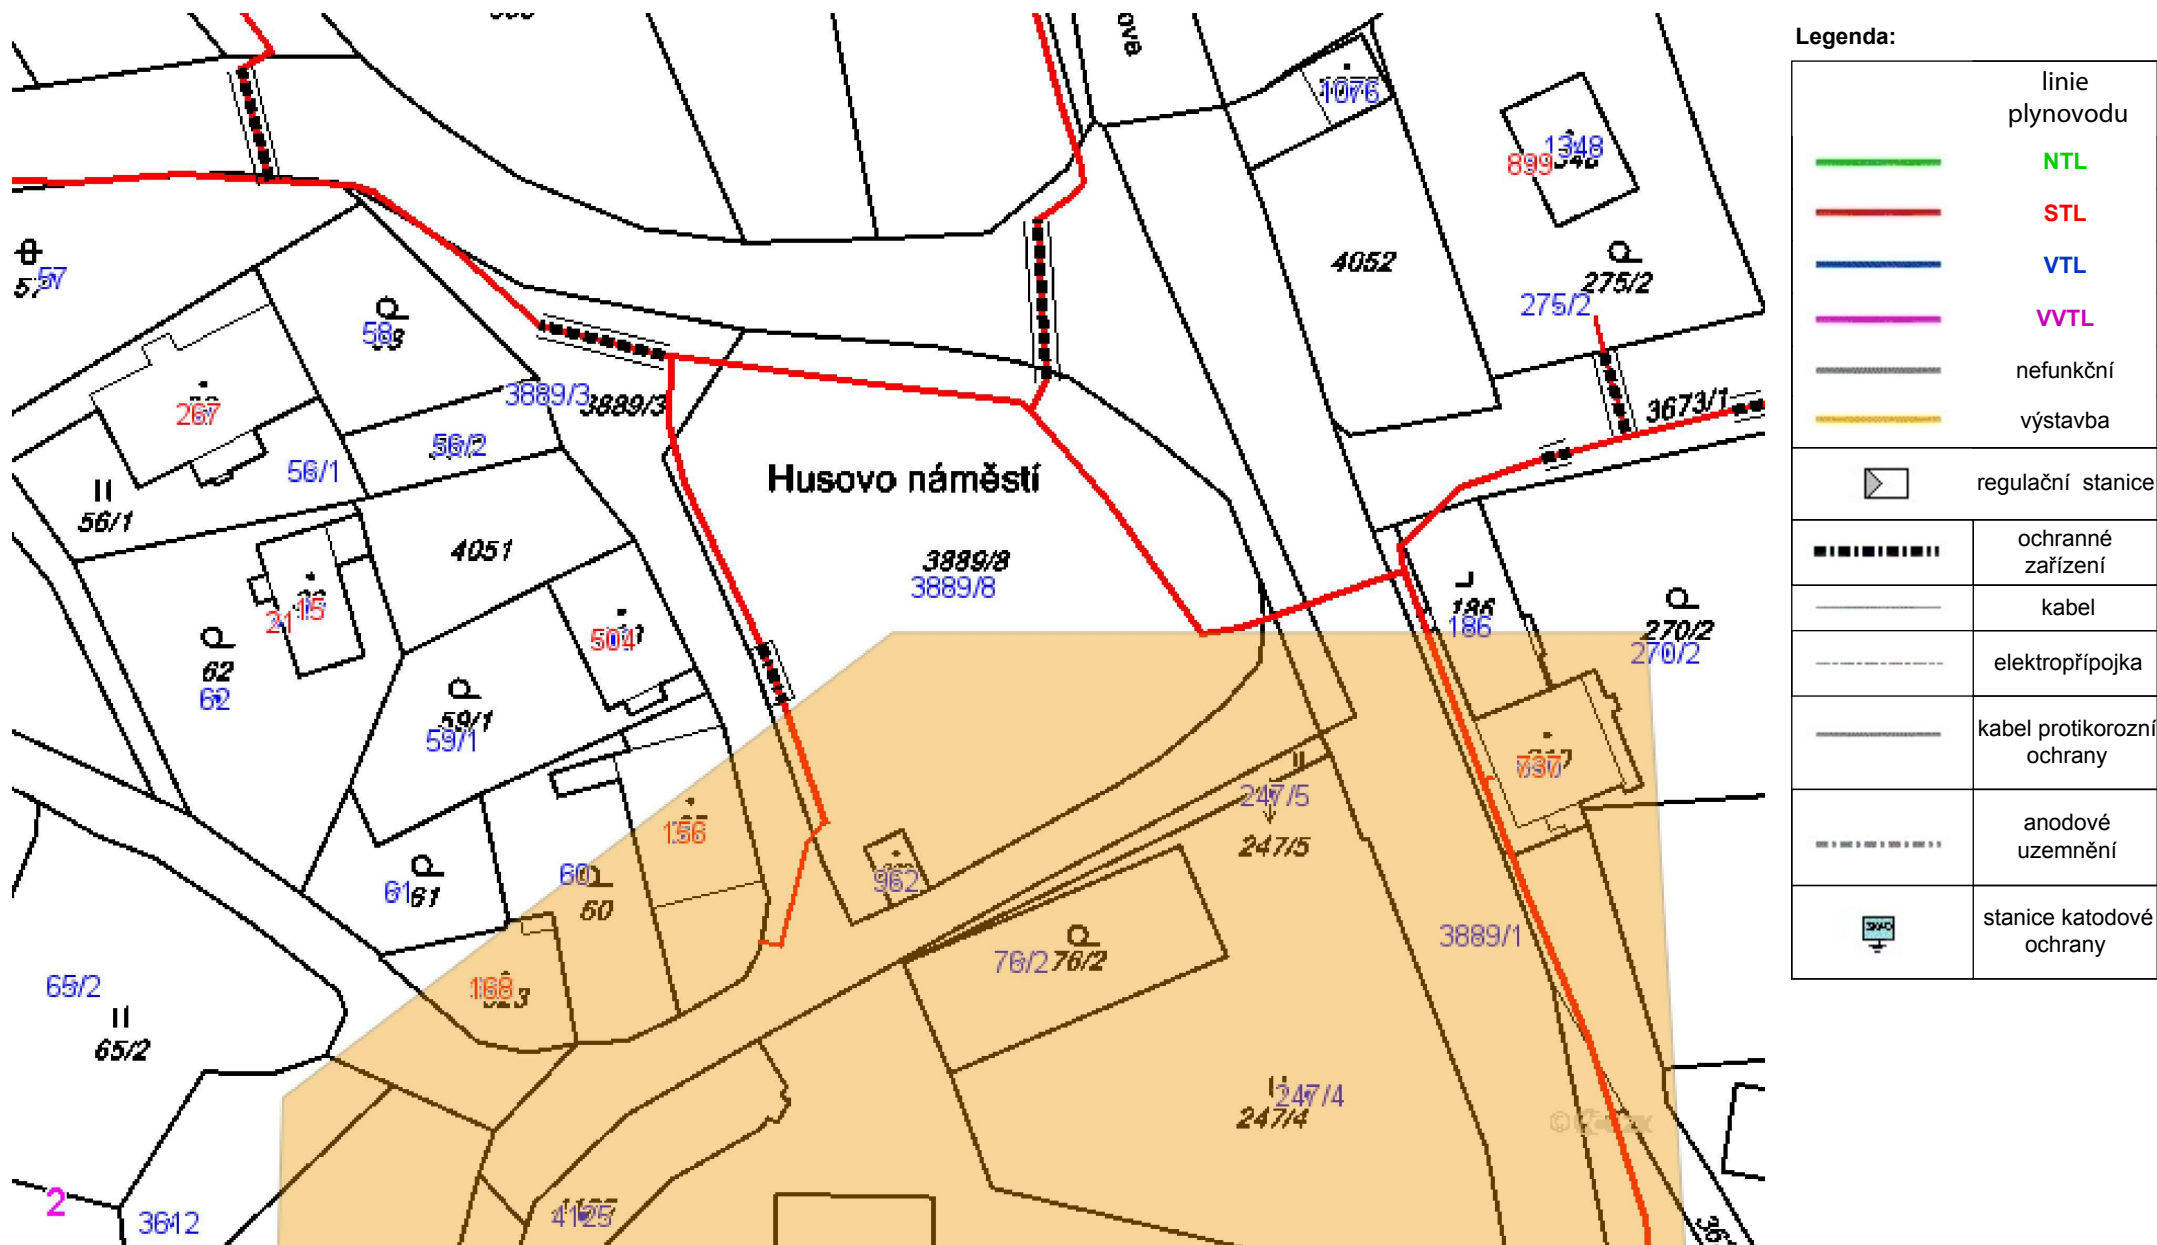 Legenda:
linie
plynovodu
NTL
STL
VTL
VVTL
nefunkční
výstavba
regulační stanice
ochranné
zařízení
kabel
elektropřípojka
kabel protikorozní
ochrany
anodové
uzemnění
stanice katodové
ochrany
1076
1348
899
4052
275/2
275/2
57
58
3889/3
3889/3
3673/1
267
56/2
56/1
56/1
Husovo náměstí
4051
3889/8
3889/8
186
186
270/2
270/2
2115
504
62
62
59/1
59/1
737
247/5
247/5
156
61
61
60
60
962
3889/1
76/2
76/2
168
65/2
65/2
247/4
247/4
2
3612
4125